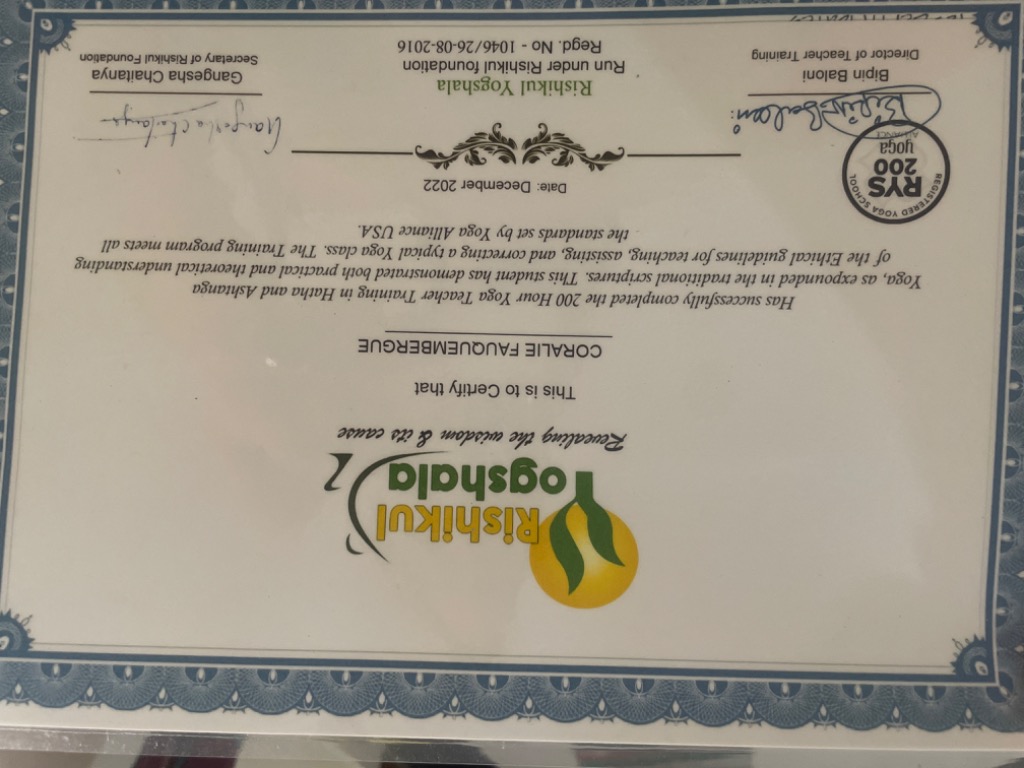 Rishikul
Yogshala
Revealing the wisdom & its cause
This is to Certify that
CORALIE FAUQUEMBERGUE
Has successfully completed the 200 Hour Yoga Teacher Training in Hatha and Ashtanga
Yoga, as expounded in the traditional scriptures. This student has demonstrated both practical and theoretical understanding
of the Ethical guidelines for teaching, assisting, and correcting a typical Yoga class. The Training program meets all
the standards set by Yoga Alliance USA.
Date: December 2022
REGISTERED YOGA SCHOOL
RYS
200
yoga
ALLIANCE
Bipin Baloni
Bipin Baloni
Director of Teacher Training
Rishikul Yogshala
Run under Rishikul foundation
Regd. No - 1046/26-08-2016
Gangesha Chaitanya
Gangesha Chaitanya
Secretary of Rishikul Foundation